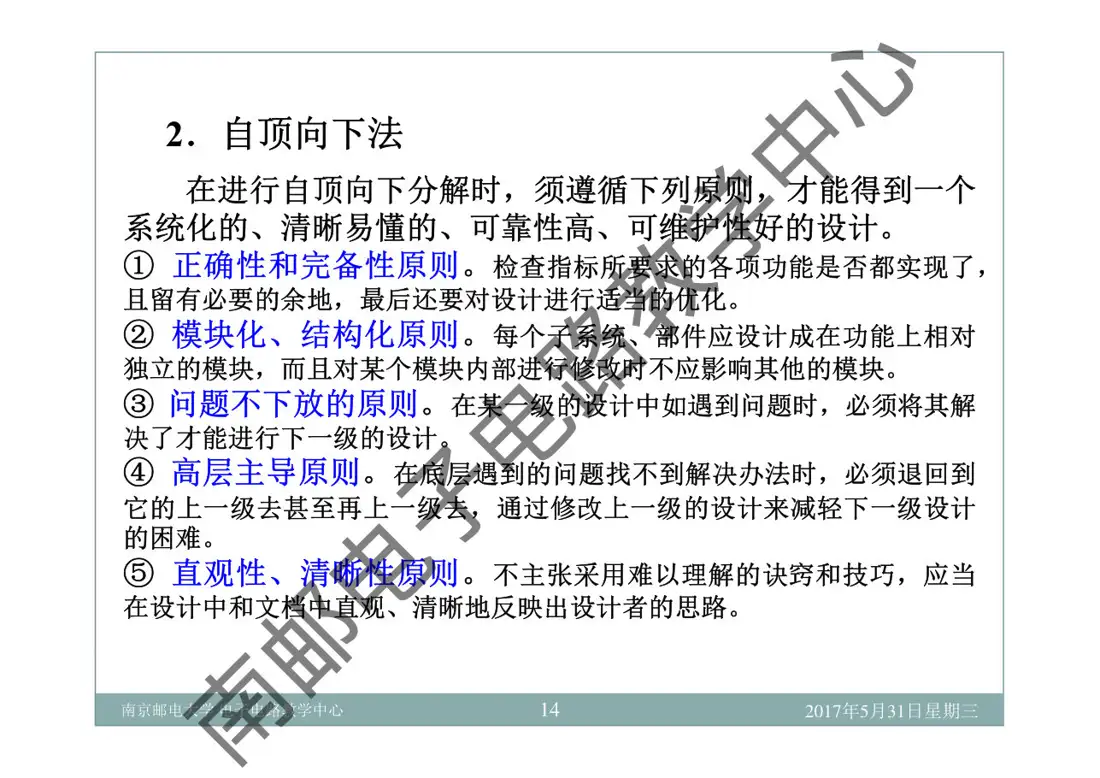 2．自顶向下法
在进行自顶向下分解时，须遵循下列原则，才能得到一个
系统化的、清晰易懂的、可靠性高、可维护性好的设计。
① 正确性和完备性原则。检查指标所要求的各项功能是否都实现了，
且留有必要的余地，最后还要对设计进行适当的优化。
② 模块化、结构化原则。每个子系统、部件应设计成在功能上相对
独立的模块，而且对某个模块内部进行修改时不应影响其他的模块。
③ 问题不下放的原则。在某一级的设计中如遇到问题时，必须将其解
决了才能进行下一级的设计。
④ 高层主导原则。在底层遇到的问题找不到解决办法时，必须退回到
它的上一级去甚至再上一级去，通过修改上一级的设计来减轻下一级设计
的困难。
⑤ 直观性、清晰性原则。不主张采用难以理解的诀窍和技巧，应当
在设计中和文档中直观、清晰地反映出设计者的思路。
南邮电子电路教学中心
南京邮电大学 电子电路教学中心
14
2017年5月31日星期三